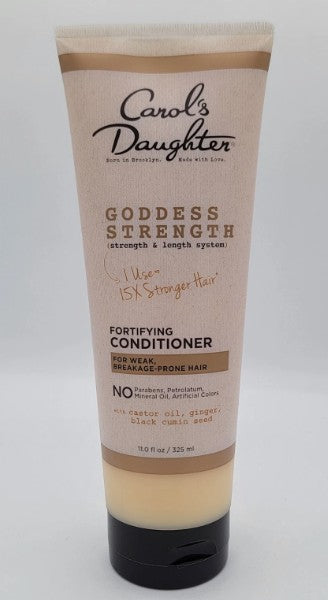 Carol's
Daughter
Born in Brooklyn. Made with Love.
GODDESS
STRENGTH
(strength & length system)
1 Use =
15X Stronger Hair*
FORTIFYING
CONDITIONER
FOR WEAK,
BREAKAGE-PRONE HAIR
NO Parabens, Petrolatum,
Mineral Oil, Artificial Colors
with castor oil, ginger,
black cumin seed
11.0 fl oz / 325 ml